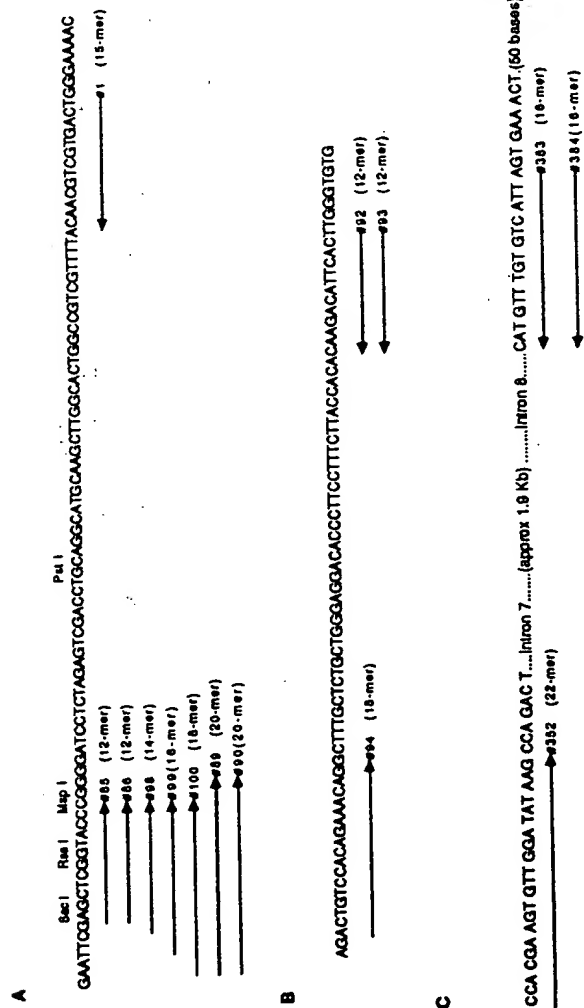 A
Sac I Rsa I Msp I Pst I
GAATTCGAGCTCGGTACCCGGGGATCCTCTAGAGTCGACCTGCAGGCATGCAAGCTTGGCACTGGCCGTCGTTTTACAACGTCGTGACTGGGAAAAC
#85 (12-mer) #1 (15-mer)
#86 (12-mer)
#98 (14-mer)
#99(16-mer)
#100 (18-mer)
#89 (20-mer)
#90(20-mer)
B
AGACTGTCCACAGAAACAGGCTTTGCTCTGCTGGGAGGACACCCTTCCTTTCTTACCACACAAGACATTCACTTGGGTGTG
#94 (18-mer) #92 (12-mer)
#93 (12-mer).
C
CCA CGA AGT GTT GGA TAT AAG CCA GAC T....Intron 7.......(approx 1.9 Kb) .......Intron 8......CAT GTT TGT GTC ATT AGT GAA ACT.(50 bases)
#382 (22-mer) #383 (16-mer)
#384(16-mer)